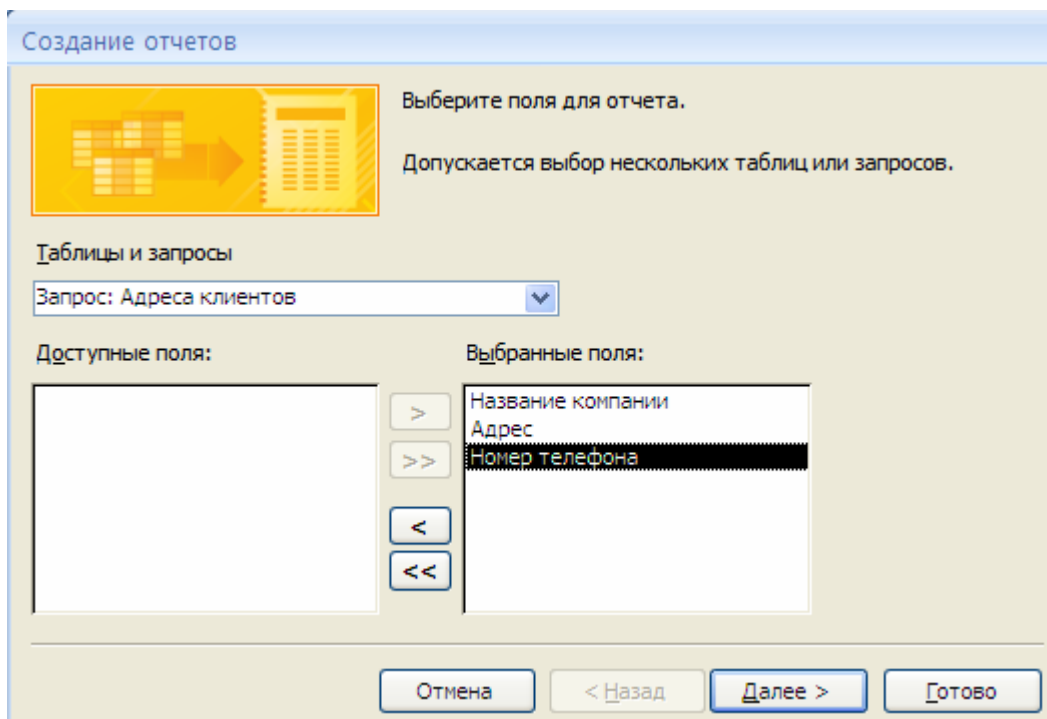 Создание отчетов
Выберите поля для отчета.
Допускается выбор нескольких таблиц или запросов.
Таблицы и запросы
Запрос: Адреса клиентов
Доступные поля:
Выбранные поля:
Название компании
Адрес
Номер телефона
>
>>
<
<<
Отмена
< Назад
Далее >
Готово